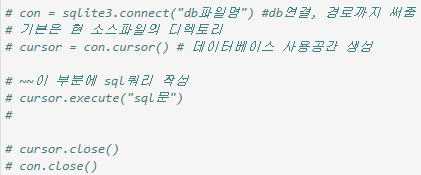 # con = sqlite3.connect("db파일명") #db연결, 경로까지 써줌
# 기본은 현 소스파일의 디렉토리
# cursor = con.cursor() # 데이터베이스 사용공간 생성
# ~~이 부분에 sql쿼리 작성
# cursor.execute("sql문")
#
# cursor.close()
# con.close()